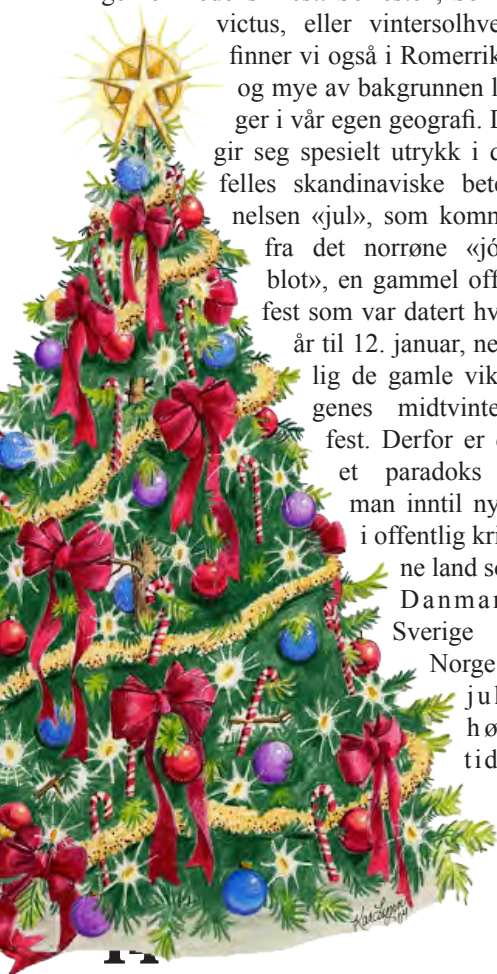 victus, eller vintersolhve
finner vi også i Romerrik
og mye av bakgrunnen l
ger i vår egen geografi. D
gir seg spesielt utrykk i d
felles skandinaviske bete
nelsen «jul», som komm
fra det norrøne «jó
blot», en gammel off
fest som var datert hv
år til 12. januar, ne
lig de gamle vik
genes midtvinte
fest. Derfor er d
et paradoks
man inntil ny
i offentlig kri
ne land so
Danmar
Sverige
Norge
jul
hø
tid
14